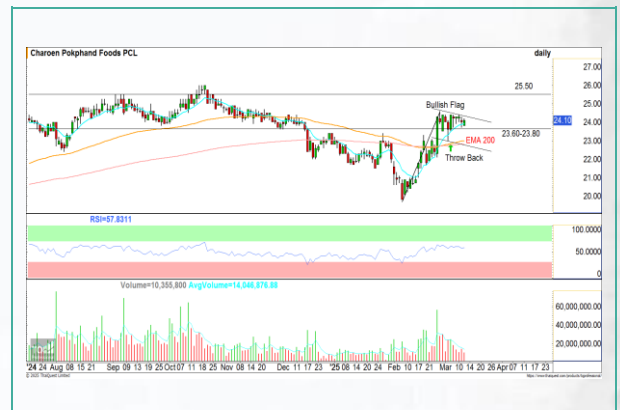 Charoen Pokphand Foods PCL daily
27.00
25.50
26.00
Bullish Flag
25.00
24.10
24.00
23.60-23.80
EMA 200
23.00
Throw Back
22.00
21.00
20.00
RSI=57.8311
100.0000
50.0000
0
Volume=10,355,800 AvgVolume=14,046,876.88
60,000,000.00
40,000,000.00
20,000,000.00
'24 24 Aug 08 15 21 Sep 09 13 19 25 Oct 07 11 18 25 Nov 08 14 20 Dec 11 17 23 '25 08 14 20 24 Feb 10 17 21 Mar 10 14 20 26 Apr 07 11 17 23